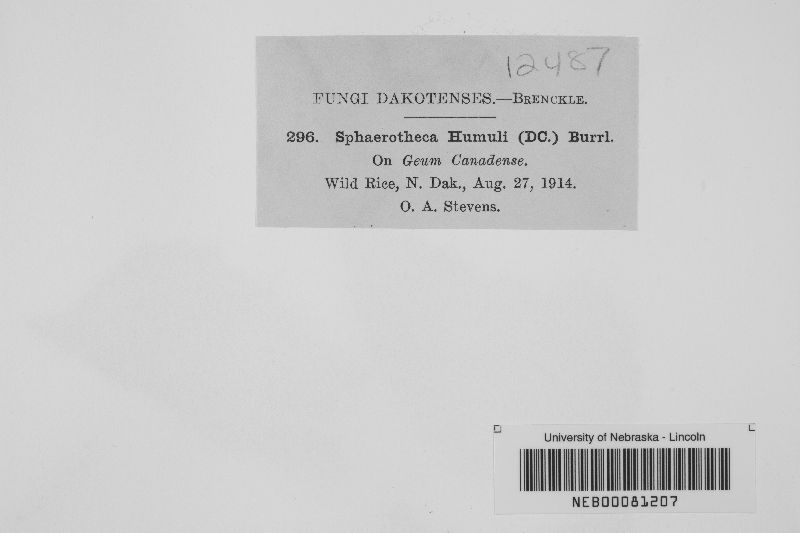 12487
FUNGI DAKOTENSES.—BRENCKLE.
296. Sphaerotheca Humuli (DC.) Burrl.
On Geum Canadense.
Wild Rice, N. Dak., Aug. 27, 1914.
O. A. Stevens.
University of Nebraska - Lincoln
NEB00081207